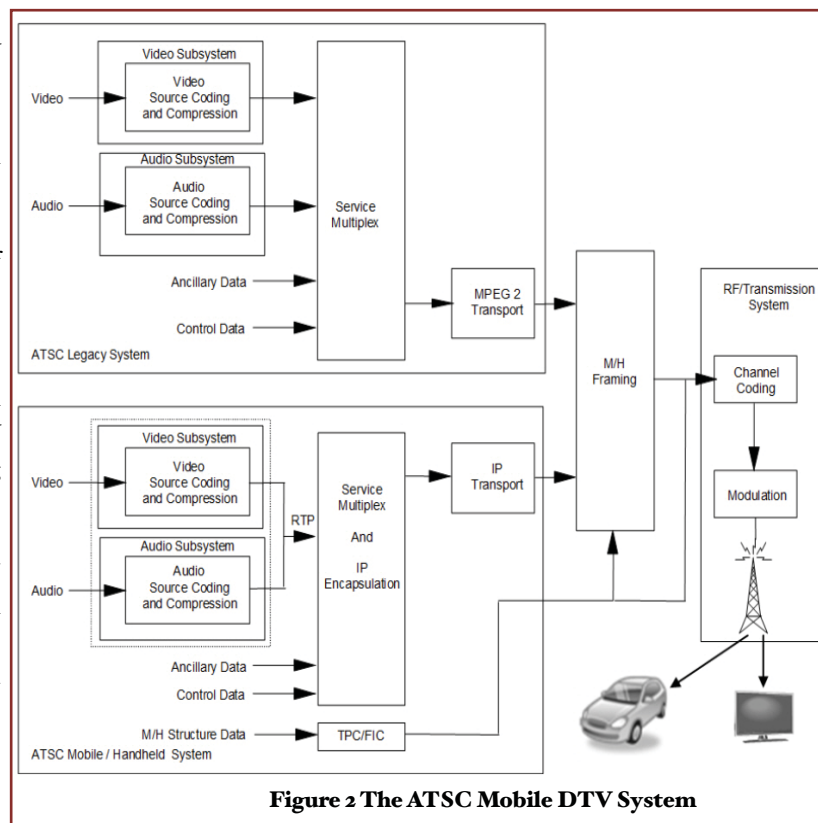 Video Subsystem
Video
Source Coding
and Compression
Video
Audio Subsystem
Audio
Source Coding
and Compression
Audio
Service
Multiplex
Ancillary Data
Control Data
MPEG 2
Transport
ATSC Legacy System
M/H
Framing
RF/Transmission
System
Channel
Coding
Modulation
Video Subsystem
Video
Source Coding
and Compression
Video
RTP
Audio Subsystem
Audio
Source Coding
and Compression
Audio
Service
Multiplex
And
IP
Encapsulation
IP
Transport
Ancillary Data
Control Data
M/H Structure Data
TPC/FIC
ATSC Mobile / Handheld System
Figure 2 The ATSC Mobile DTV System